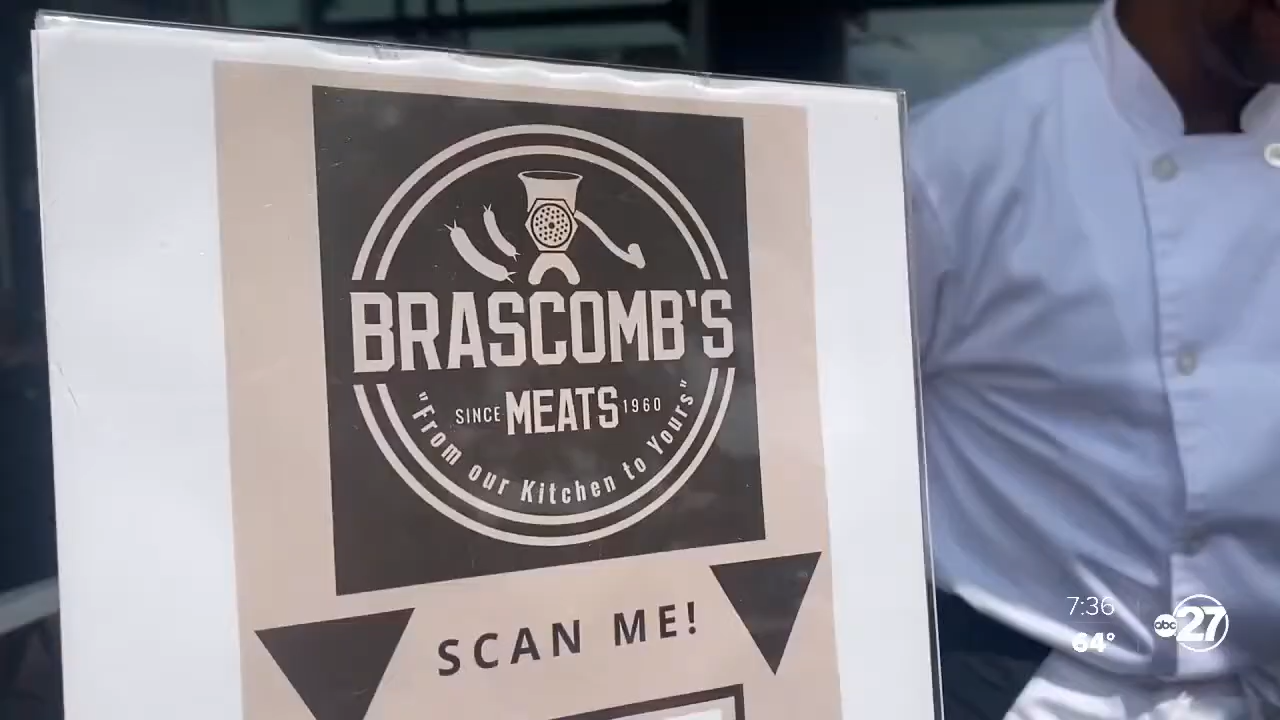 BRASCOMB'S
SINCE MEATS 1960
"From our Kitchen to Yours"
SCAN ME!
7:36
64°
abc 27